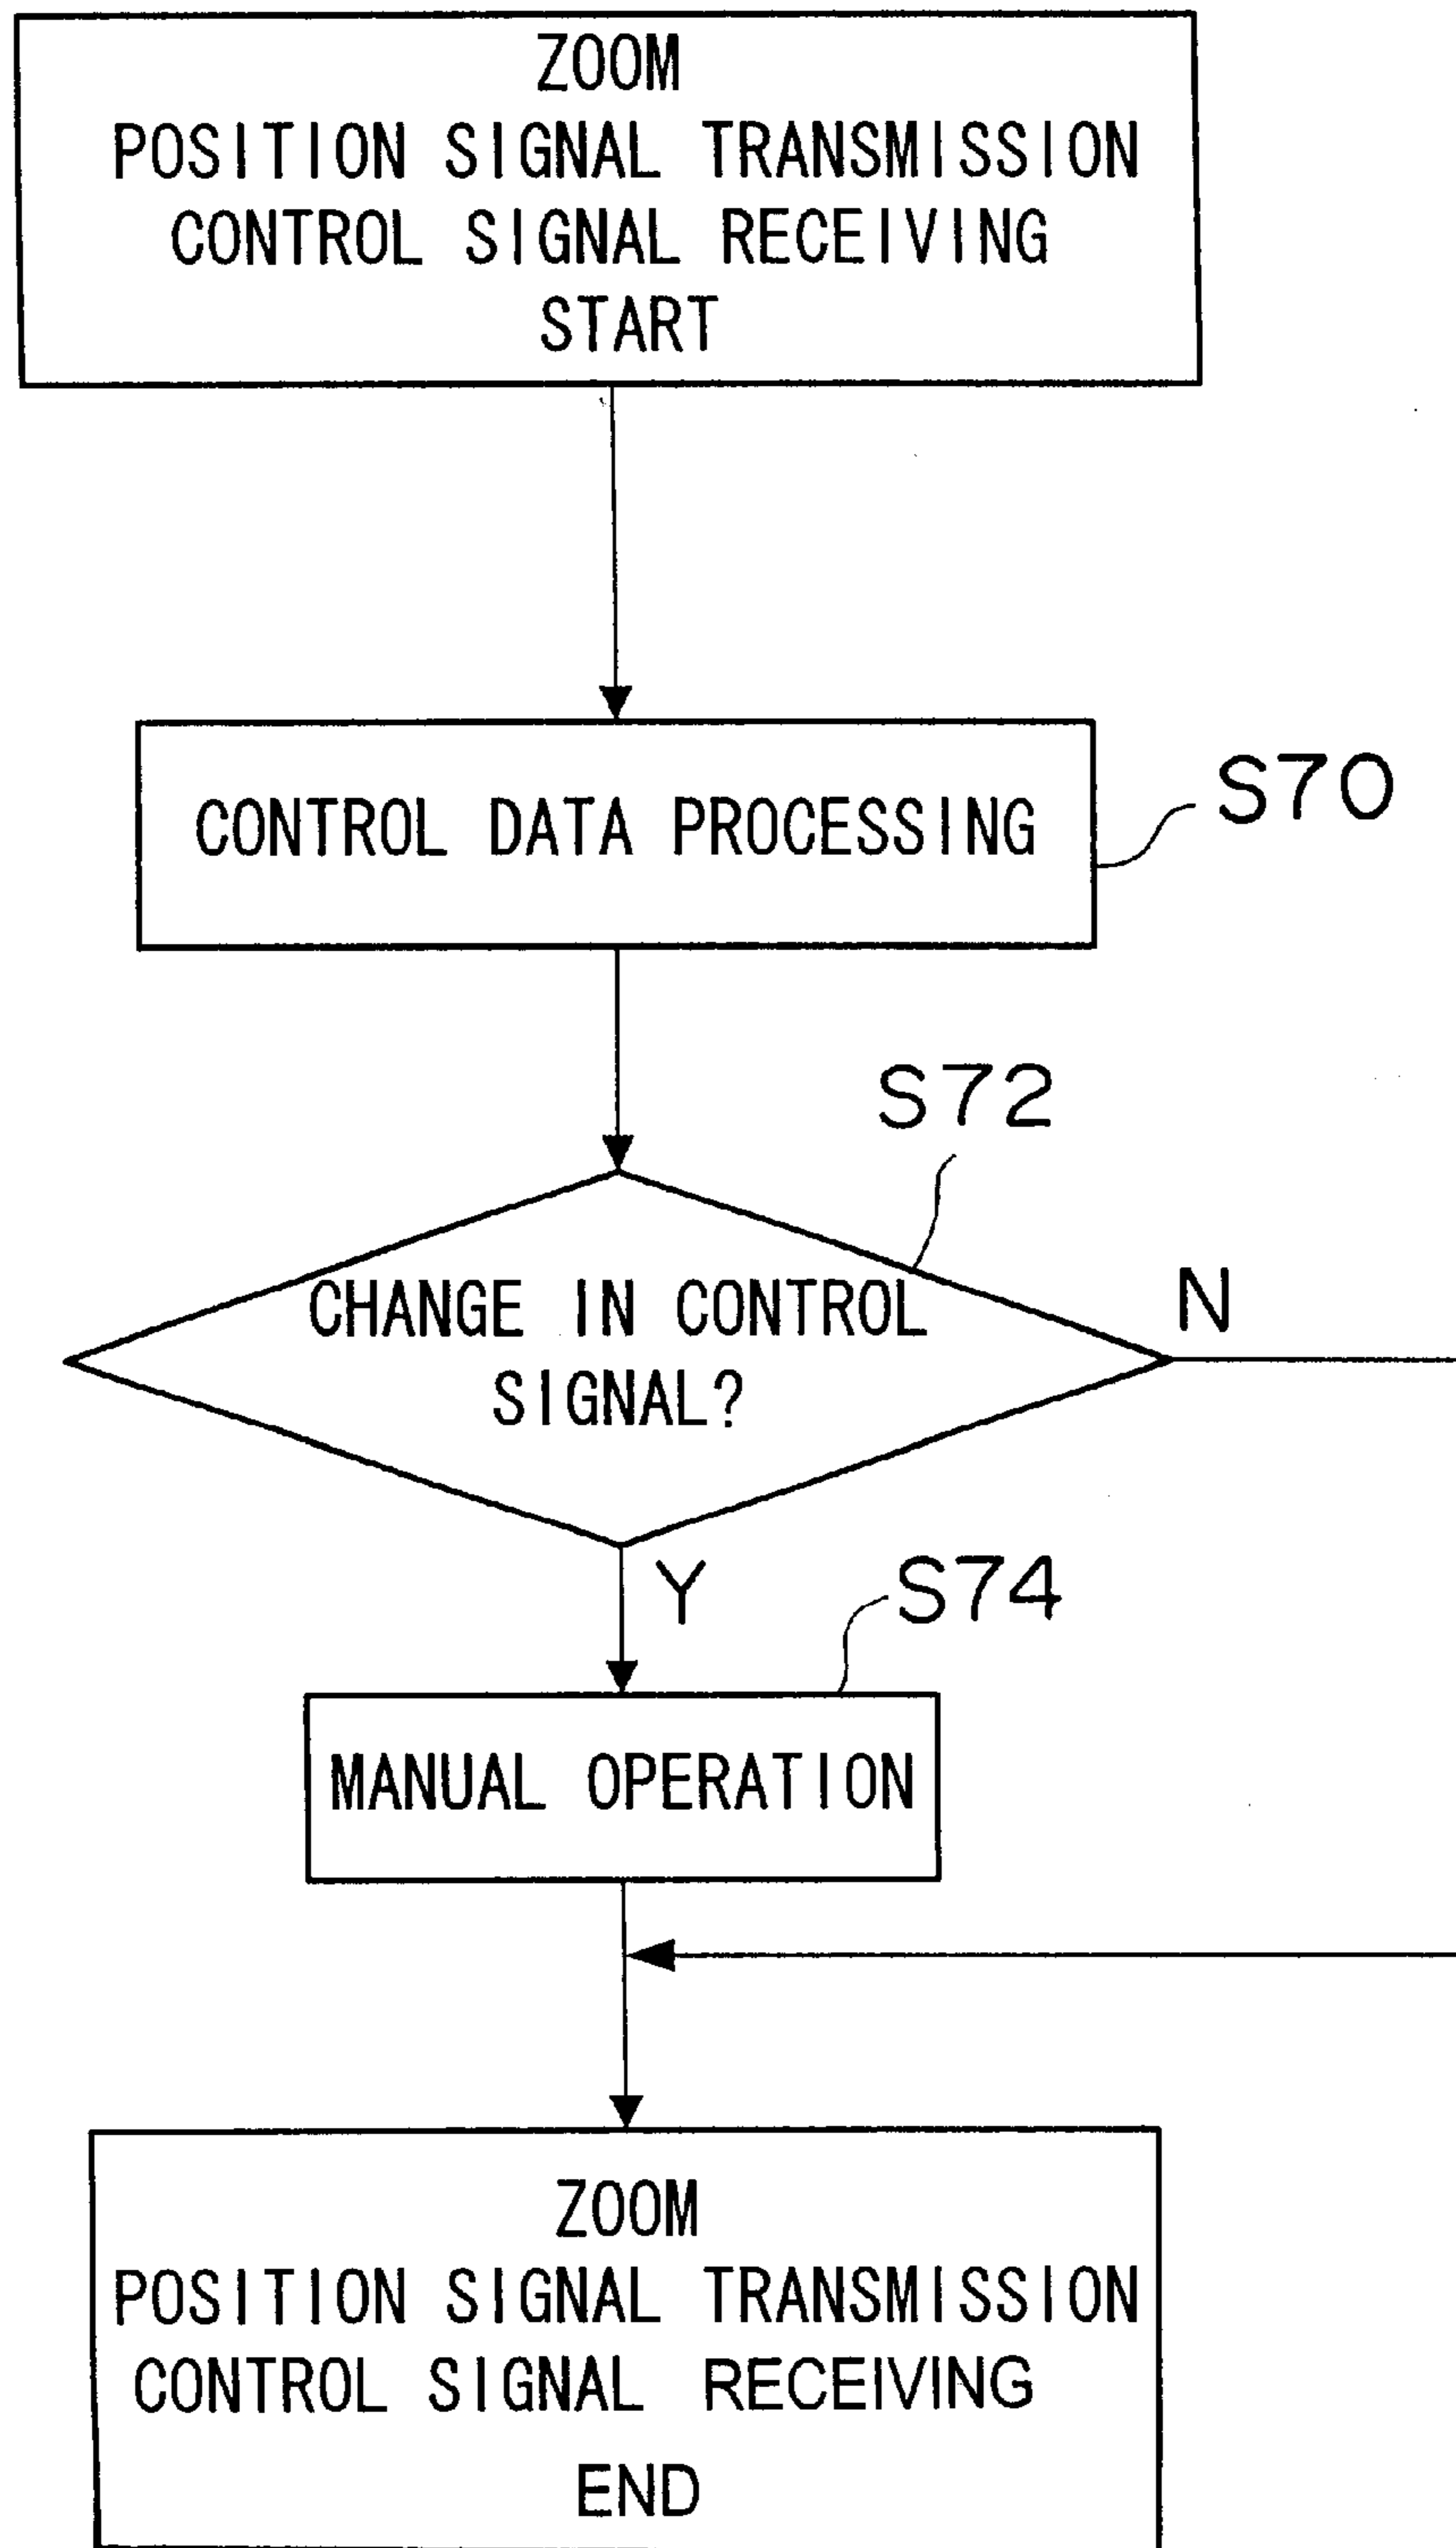 ZOOM
POSITION SIGNAL TRANSMISSION
CONTROL SIGNAL RECEIVING
START
CONTROL DATA PROCESSING
S70
S72
CHANGE IN CONTROL
SIGNAL?
N
Y
S74
MANUAL OPERATION
ZOOM
POSITION SIGNAL TRANSMISSION
CONTROL SIGNAL RECEIVING
END